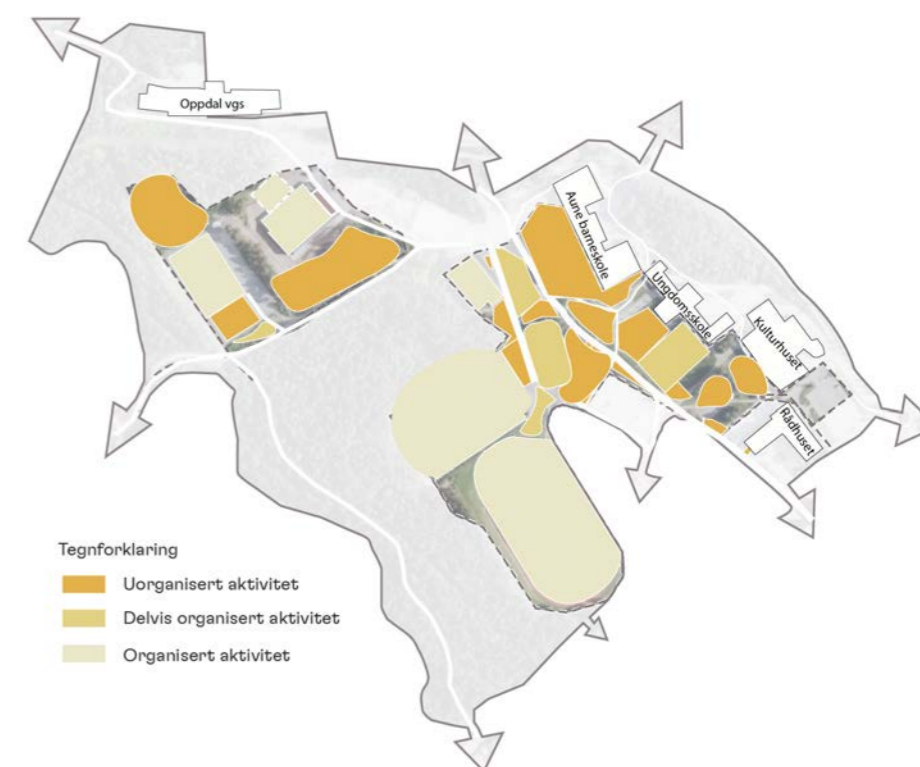 Oppdal vgs
Aune barneskole
Ungdomsskole
Kulturhuset
Rådhuset
Tegnforklaring
Uorganisert aktivitet
Delvis organisert aktivitet
Organisert aktivitet